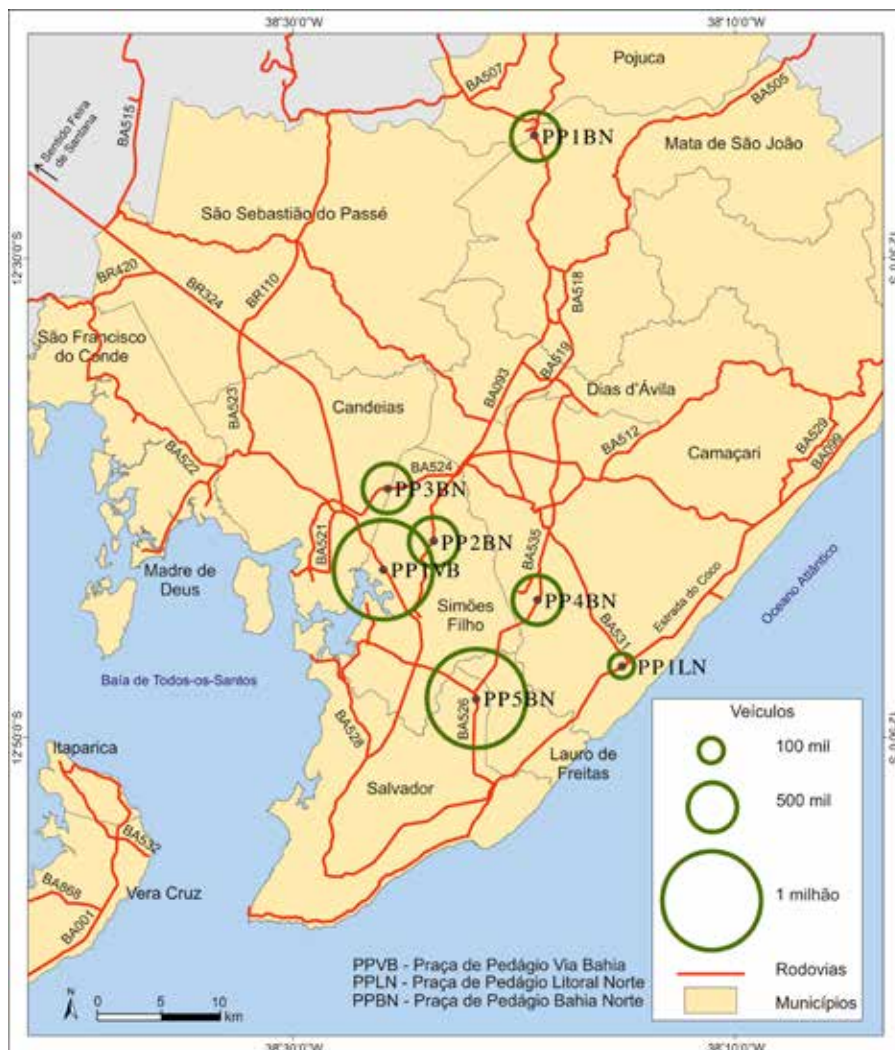 38°30'0"W
38°10'0"W
Pojuca
BA507
BA505
PP1BN
Mata de São João
BA515
Sentido Feira
de Santana
São Sebastião do Passé
12°30'0"S
12°30'0"S
BR420
BR324
BR110
BA518
São Francisco
do Conde
BA519
BA093
Dias d'Ávila
Candeias
BA523
BA512
BA529
BA099
Camaçari
BA522
BA524
PP3BN
BA521
PP2BN
PP1VB
BA535
Madre de
Deus
Simões
Filho
PP4BN
Estrada do Coco
Oceano Atlântico
BA531
PP1LN
Baía de Todos-os-Santos
PP5BN
BA526
BA528
Veículos
100 mil
500 mil
1 milhão
Rodovias
Municípios
12°50'0"S
12°50'0"S
Itaparica
Lauro de
Freitas
Salvador
BA532
BA868
Vera Cruz
BA001
PPVB - Praça de Pedágio Via Bahia
PPLN - Praça de Pedágio Litoral Norte
PPBN - Praça de Pedágio Bahia Norte
N
0 5 10
km
38°30'0"W
38°10'0"W